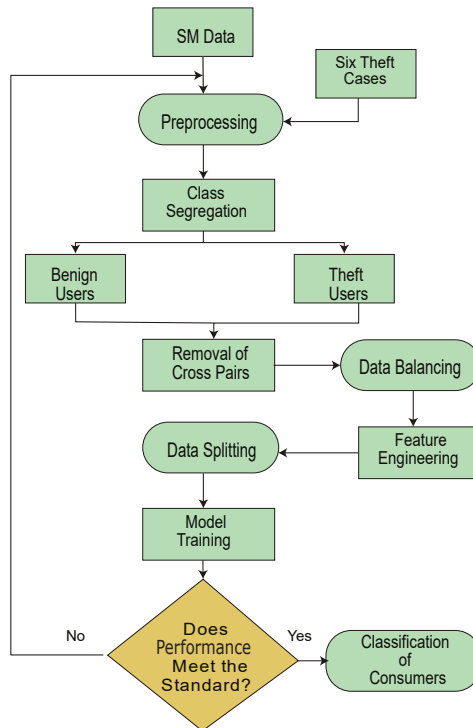 SM Data
Six Theft
Cases
Preprocessing
Class
Segregation
Benign
Users
Theft
Users
Removal of
Cross Pairs
Data Balancing
Data Splitting
Feature
Engineering
Model
Training
No
Does
Performance
Meet the
Standard?
Yes
Classification
of
Consumers